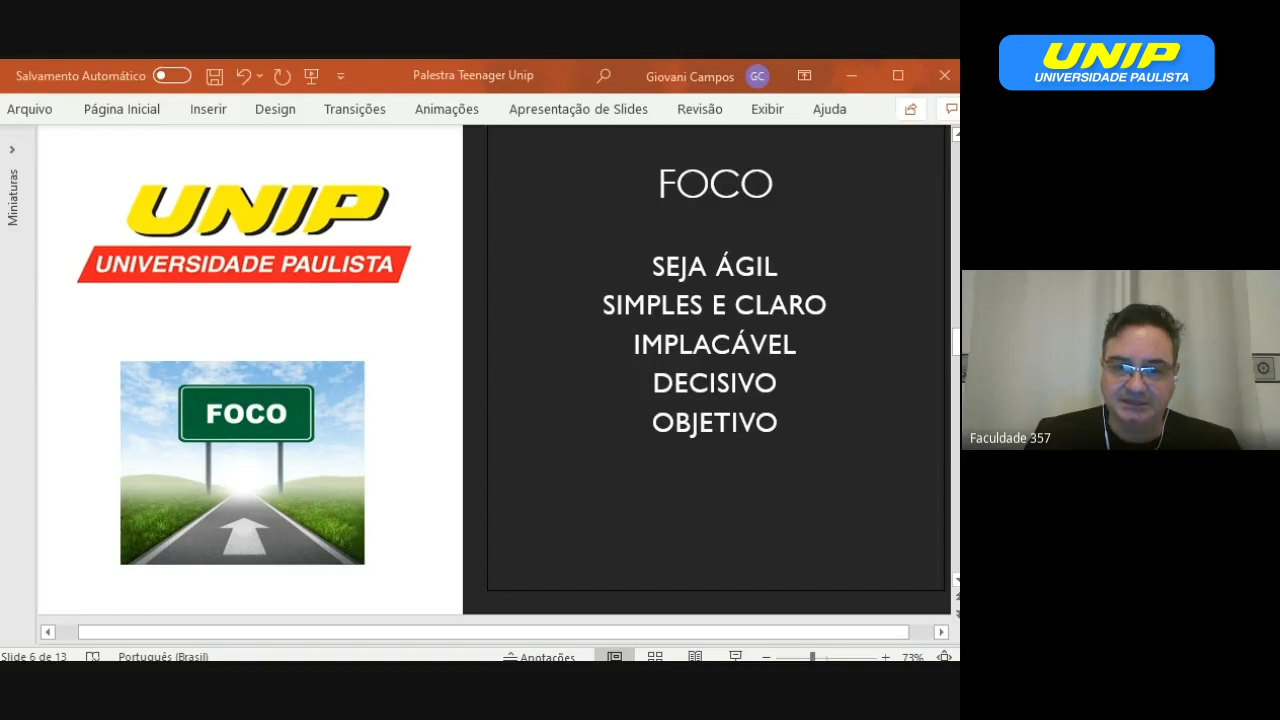 Salvamento Automático
Palestra Teenager Unip
Giovani Campos
GC
Arquivo
Página Inicial
Inserir
Design
Transições
Animações
Apresentação de Slides
Revisão
Exibir
Ajuda
Miniaturas
UNIP
UNIVERSIDADE PAULISTA
FOCO
FOCO
SEJA ÁGIL
SIMPLES E CLARO
IMPLACÁVEL
DECISIVO
OBJETIVO
Slide 6 de 13
Português (Brasil)
Anotações
73%
UNIP
UNIVERSIDADE PAULISTA
Faculdade 357